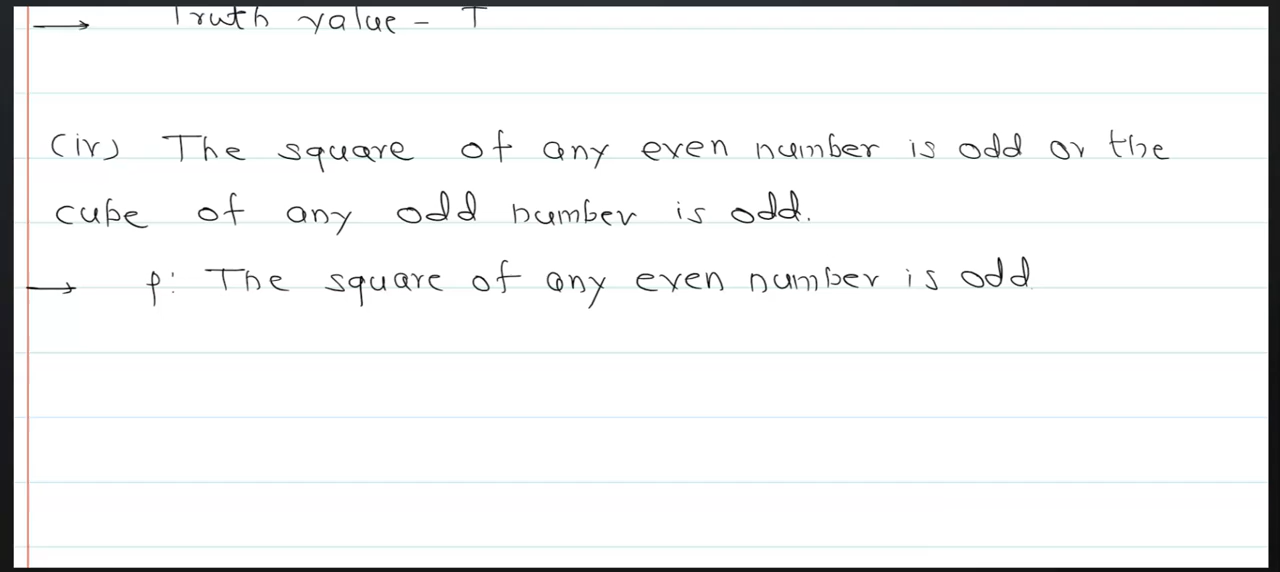 → Truth value - T
(iv) The square of any even number is odd or the
cube of any odd number is odd.
→ p: The square of any even number is odd